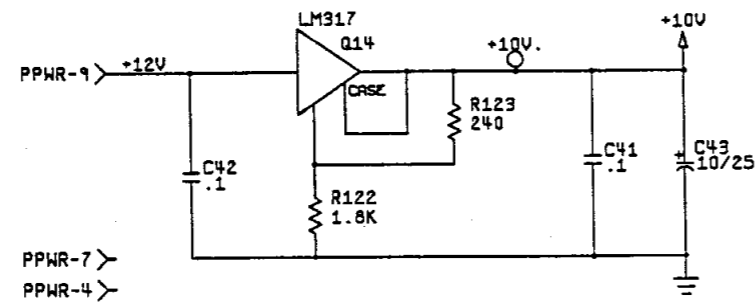 LM317
Q14
+10V
+10V.
PPWR-9
+12V
CASE
R123
240
C42
.1
C41
.1
C43
+
10/25
R122
1.8K
PPWR-7
PPWR-4